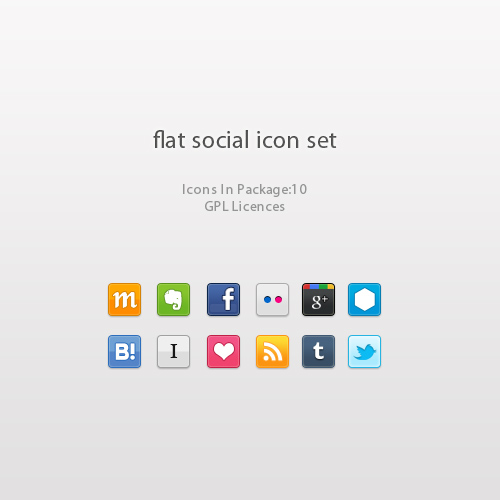 flat social icon set
Icons In Package:10
GPL Licences
m f g+
B! I t